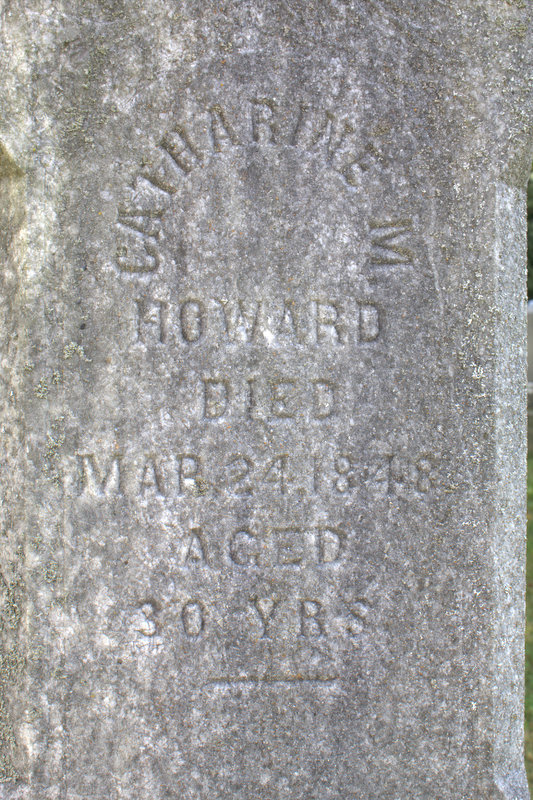 CATHARINE M
HOWARD
DIED
MAR. 24. 1848
AGED
30 YRS